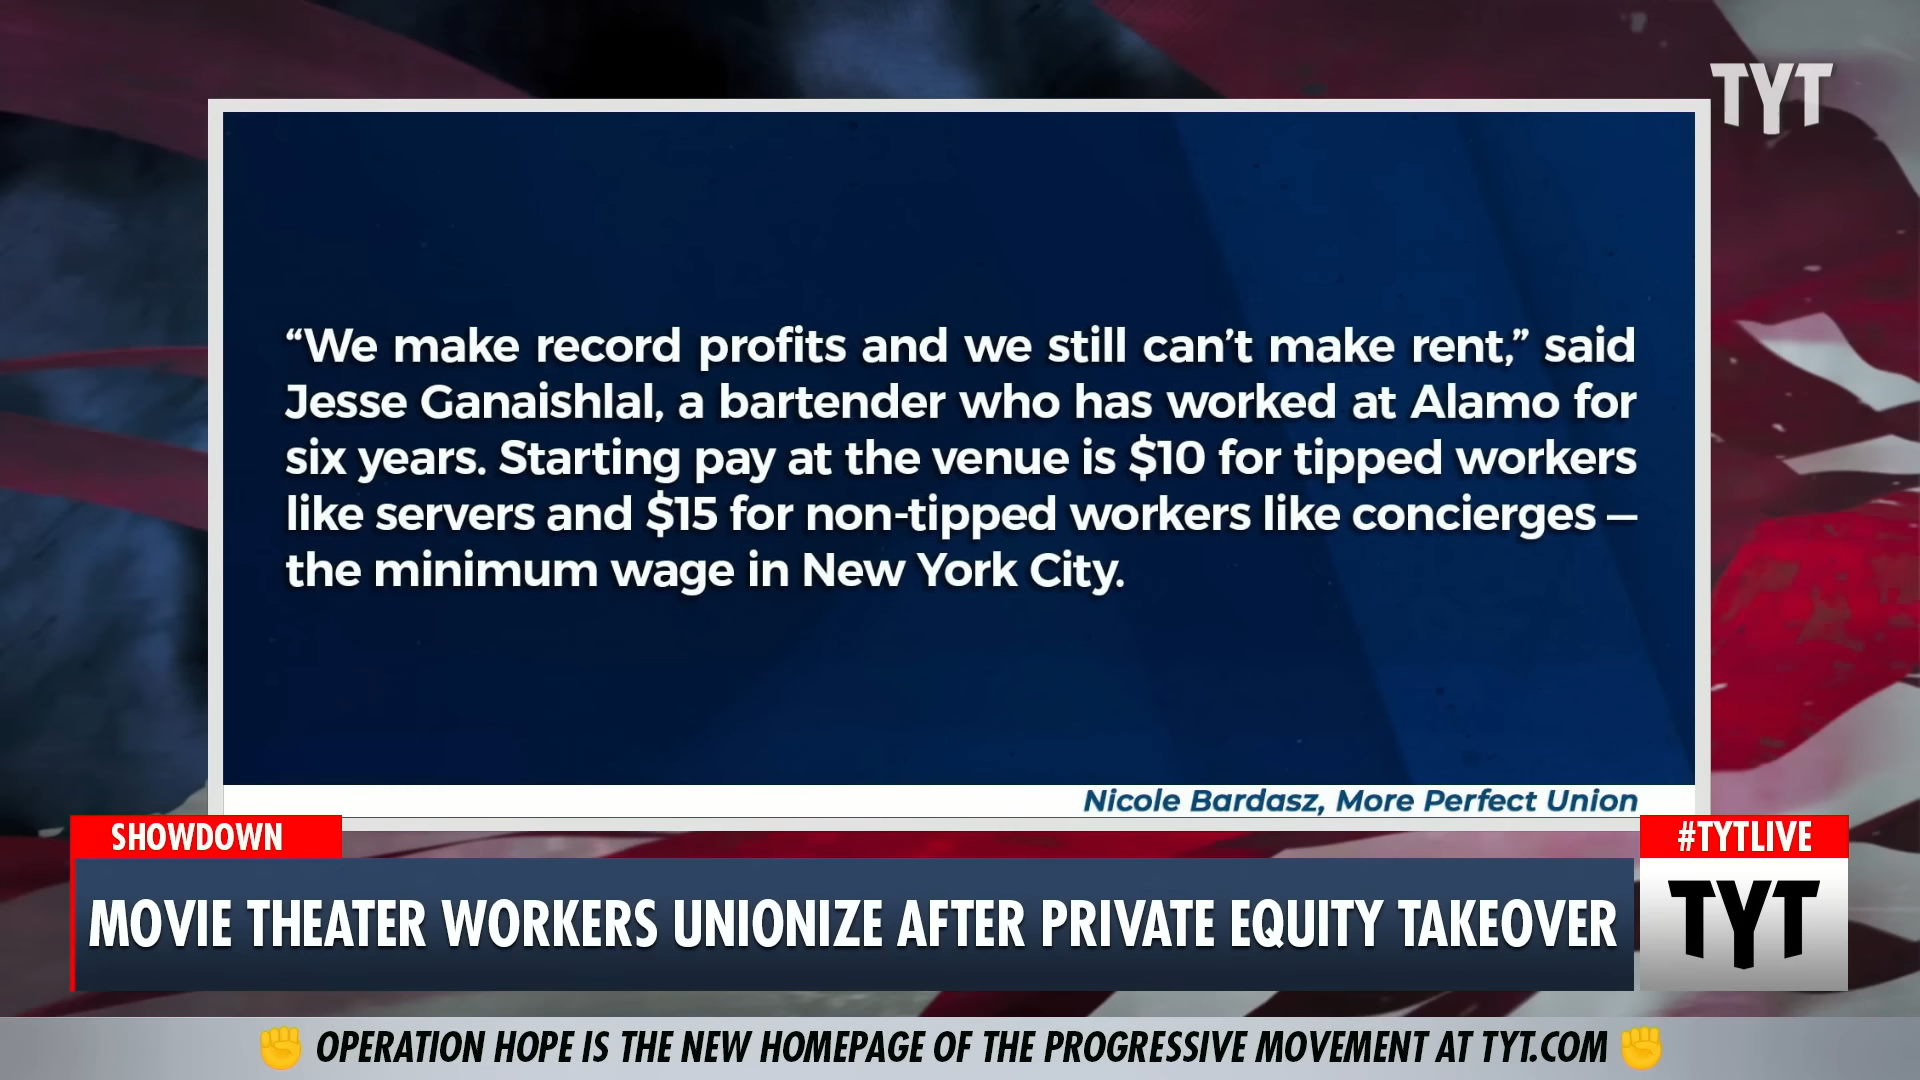 TYT
“We make record profits and we still can’t make rent,” said
Jesse Ganaishlal, a bartender who has worked at Alamo for
six years. Starting pay at the venue is $10 for tipped workers
like servers and $15 for non-tipped workers like concierges —
the minimum wage in New York City.
Nicole Bardasz, More Perfect Union
SHOWDOWN
#TYTLIVE
MOVIE THEATER WORKERS UNIONIZE AFTER PRIVATE EQUITY TAKEOVER
TYT
✊ OPERATION HOPE IS THE NEW HOMEPAGE OF THE PROGRESSIVE MOVEMENT AT TYT.COM ✊